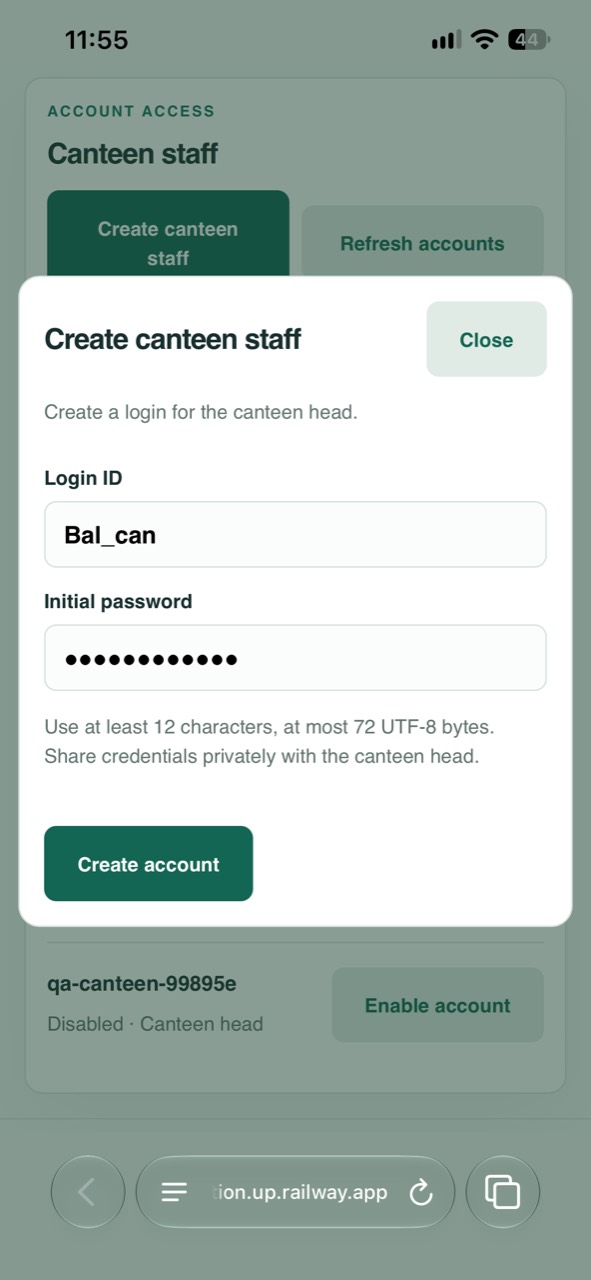 11:55
44
ACCOUNT ACCESS
Canteen staff
Create canteen
staff
Refresh accounts
Create canteen staff
Close
Create a login for the canteen head.
Login ID
Bal_can
Initial password
••••••••••••
Use at least 12 characters, at most 72 UTF-8 bytes.
Share credentials privately with the canteen head.
Create account
qa-canteen-99895e
Enable account
Disabled · Canteen head
tion.up.railway.app